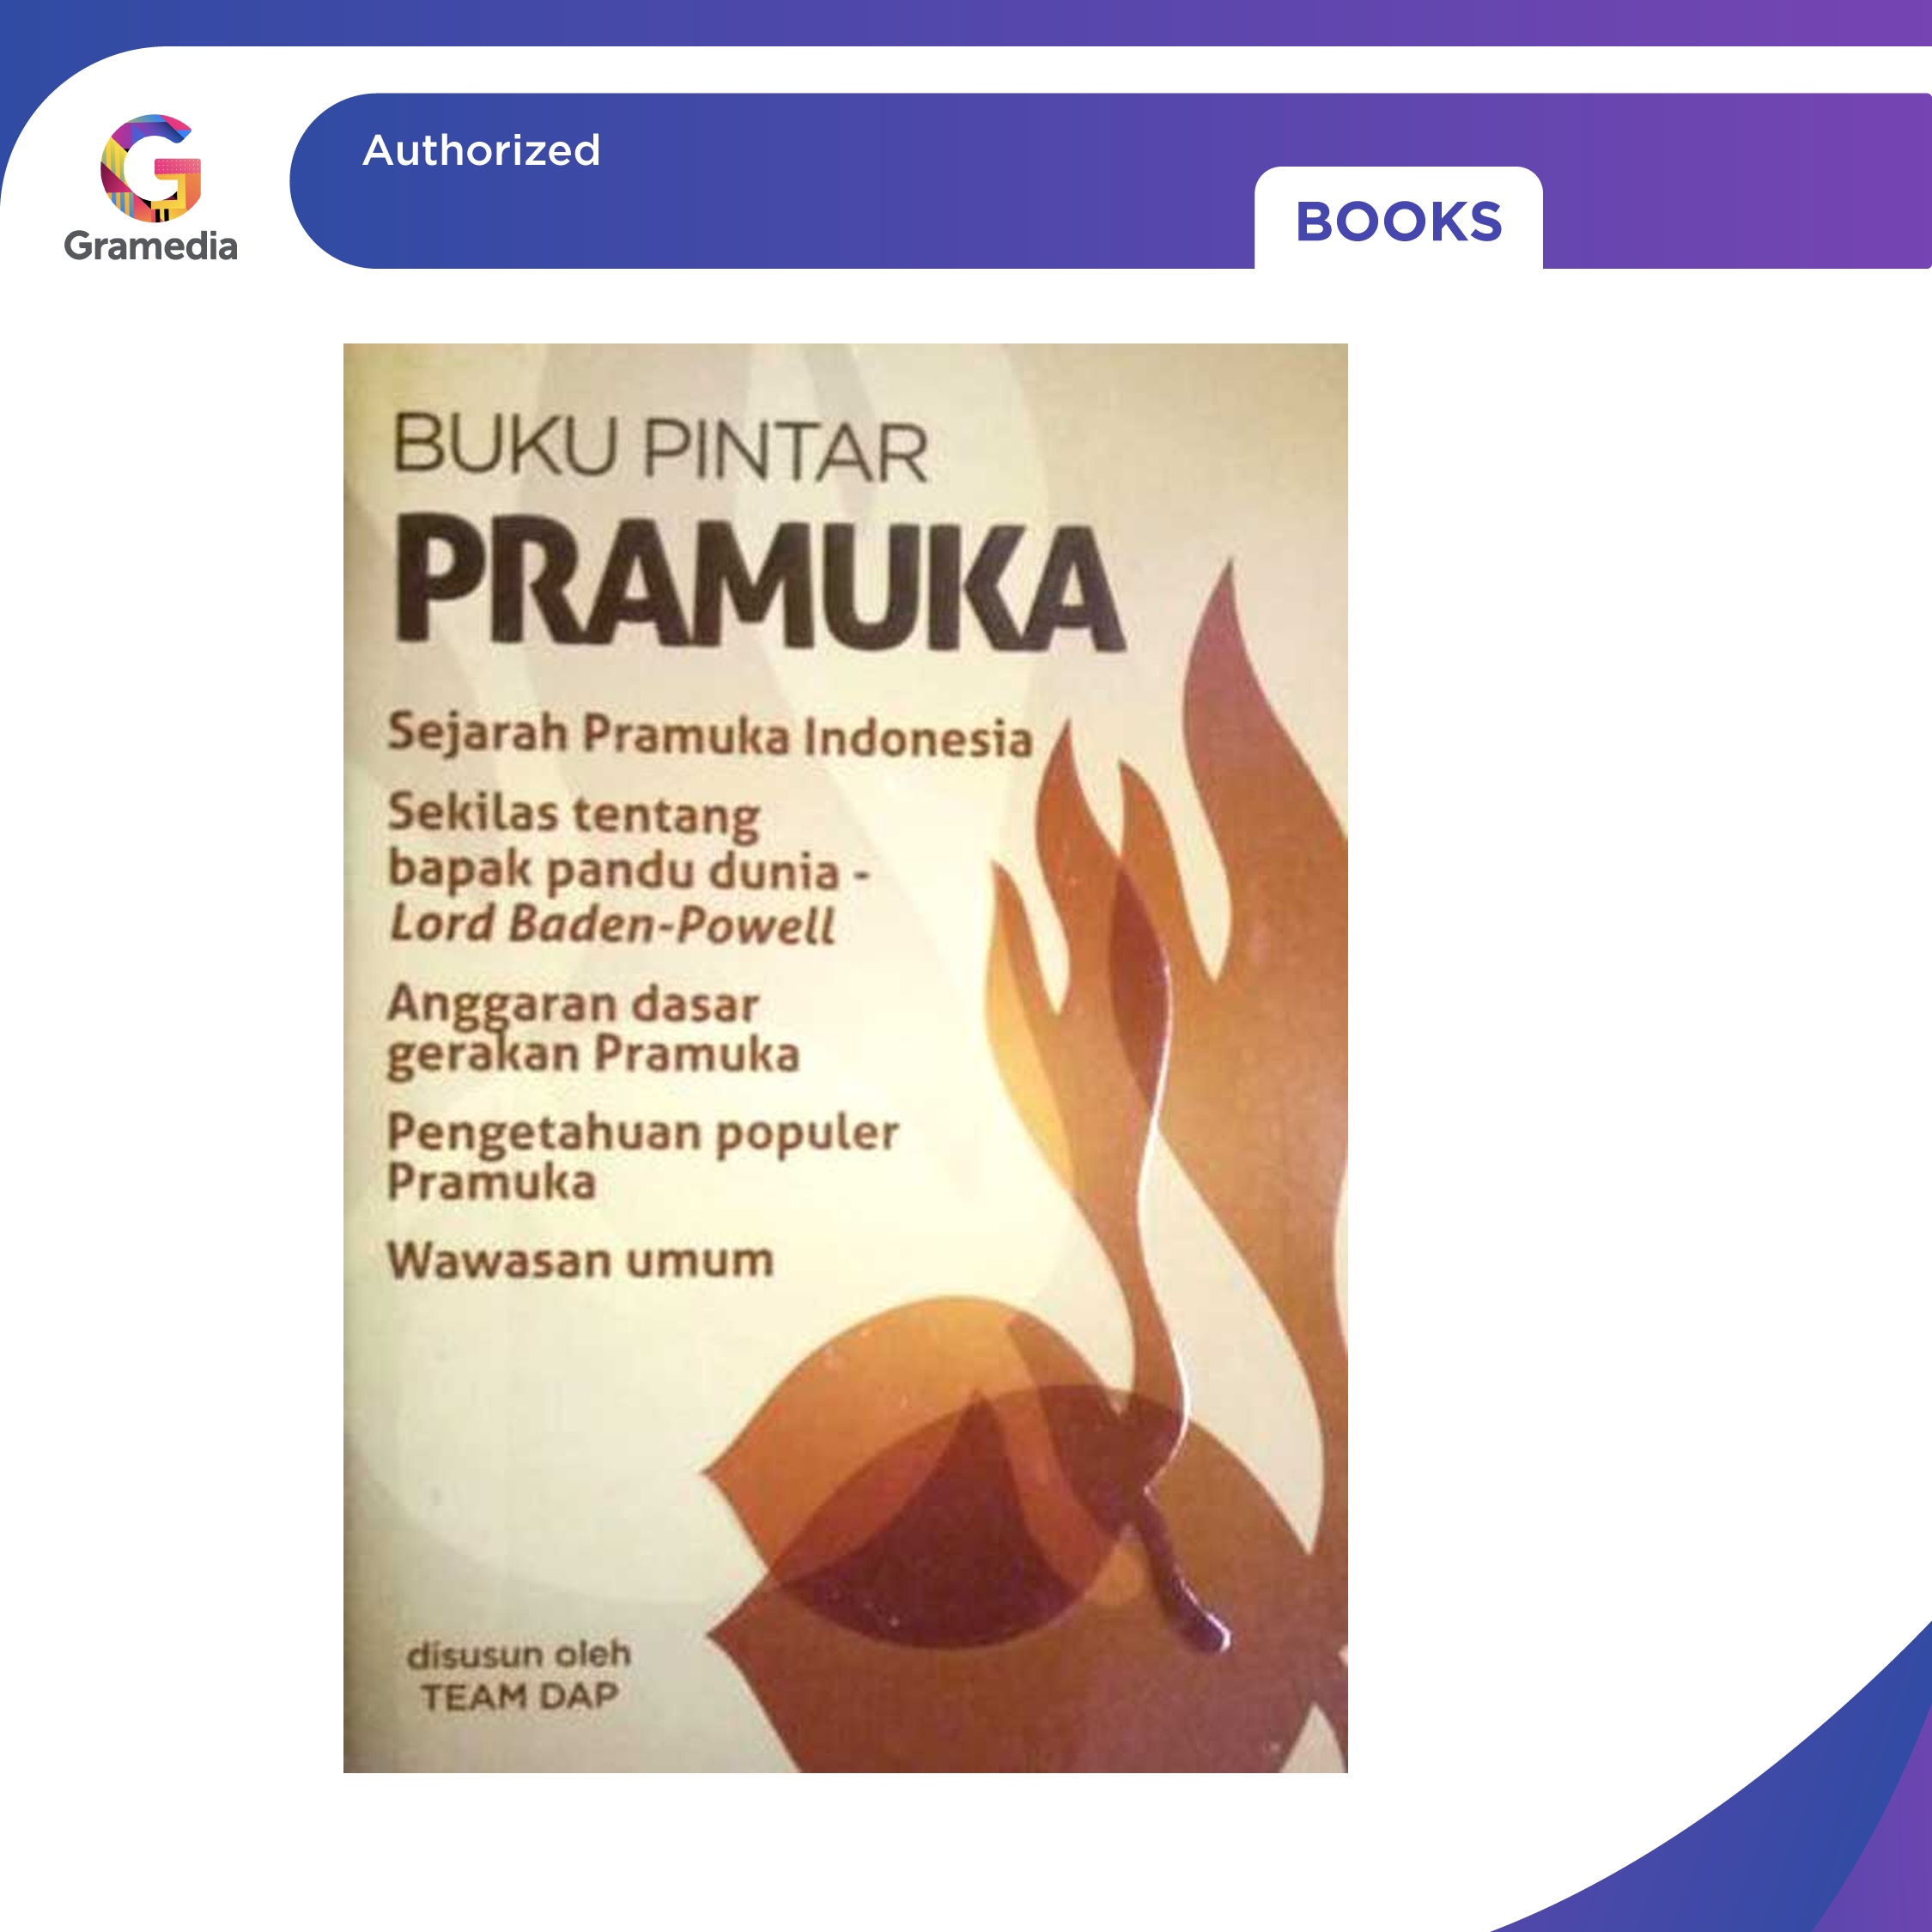 Gramedia
Authorized
BOOKS
BUKU PINTAR
PRAMUKA
Sejarah Pramuka Indonesia
Sekilas tentang
bapak pandu dunia -
Lord Baden-Powell
Anggaran dasar
gerakan Pramuka
Pengetahuan populer
Pramuka
Wawasan umum
disusun oleh
TEAM DAP